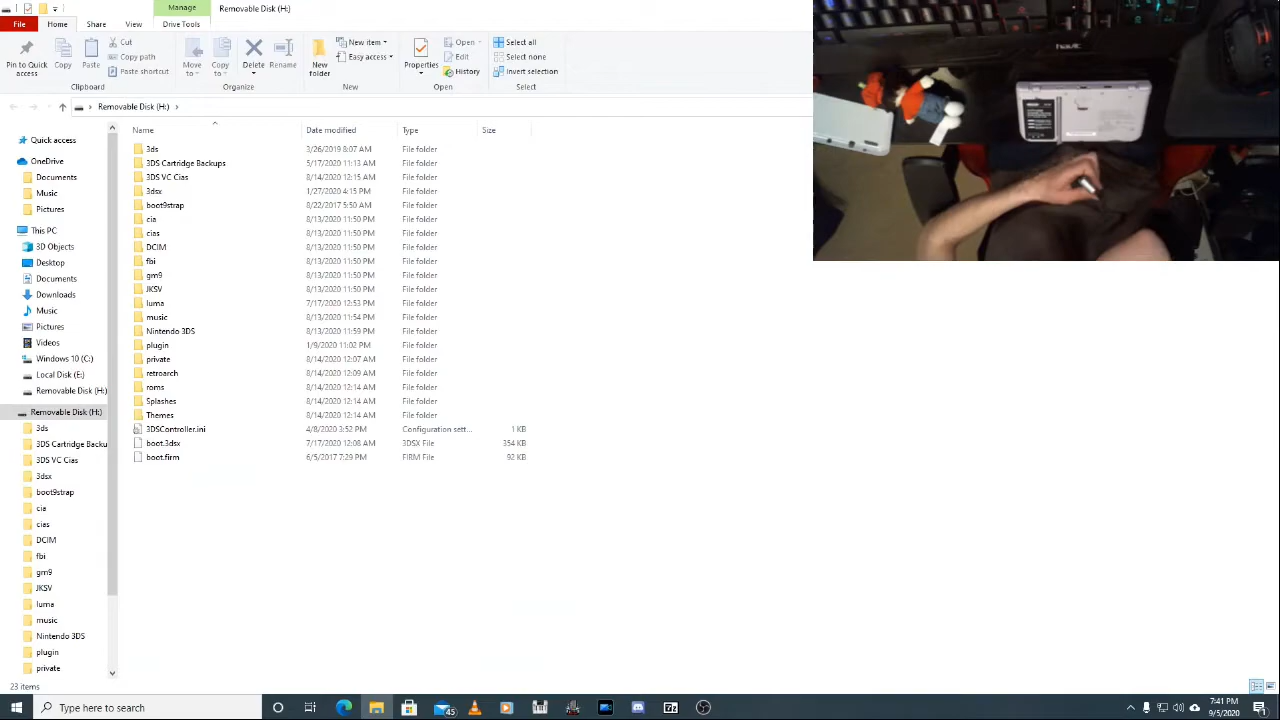 Manage
Removable Disk (H:)
File
Home
Share
View
Drive Tools
Pin to Quick access
Copy
Paste
Cut
Copy path
Paste shortcut
Move to
Copy to
Delete
Rename
New folder
New item
Easy access
Properties
Open
Edit
History
Select all
Select none
Invert selection
Clipboard
Organize
New
Open
Select
Removable Disk (H:)
Name Date modified Type Size
3ds File folder
3DS Cartridge Backups 5/17/2020 11:13 AM File folder
3DS VC Cias 8/14/2020 12:15 AM File folder
3dsx 1/27/2020 4:15 PM File folder
boot9strap 8/22/2017 5:50 AM File folder
cia 8/13/2020 11:50 PM File folder
cias 8/13/2020 11:50 PM File folder
DCIM 8/13/2020 11:50 PM File folder
fbi 8/13/2020 11:50 PM File folder
gm9 8/13/2020 11:50 PM File folder
JKSV 8/13/2020 11:50 PM File folder
luma 7/17/2020 12:53 PM File folder
music 8/13/2020 11:54 PM File folder
Nintendo 3DS 8/13/2020 11:59 PM File folder
plugin 1/9/2020 11:02 PM File folder
private 8/14/2020 12:07 AM File folder
retroarch 8/14/2020 12:09 AM File folder
roms 8/14/2020 12:14 AM File folder
Splashes 8/14/2020 12:14 AM File folder
Themes 8/14/2020 12:14 AM File folder
3DSController.ini 4/8/2020 3:52 PM Configuration sett... 1 KB
boot.3dsx 7/17/2020 12:08 AM 3DSX File 354 KB
boot.firm 6/5/2017 7:29 PM FIRM File 92 KB
Quick access
OneDrive
Documents
Music
Pictures
This PC
3D Objects
Desktop
Documents
Downloads
Music
Pictures
Videos
Windows 10 (C:)
Local Disk (E:)
Removable Disk (H:
Removable Disk (H:)
3ds
3DS Cartridge Backu
3DS VC Cias
3dsx
boot9strap
cia
cias
DCIM
fbi
gm9
JKSV
luma
music
Nintendo 3DS
plugin
private
23 items
Type here to search
7:41 PM
9/5/2020